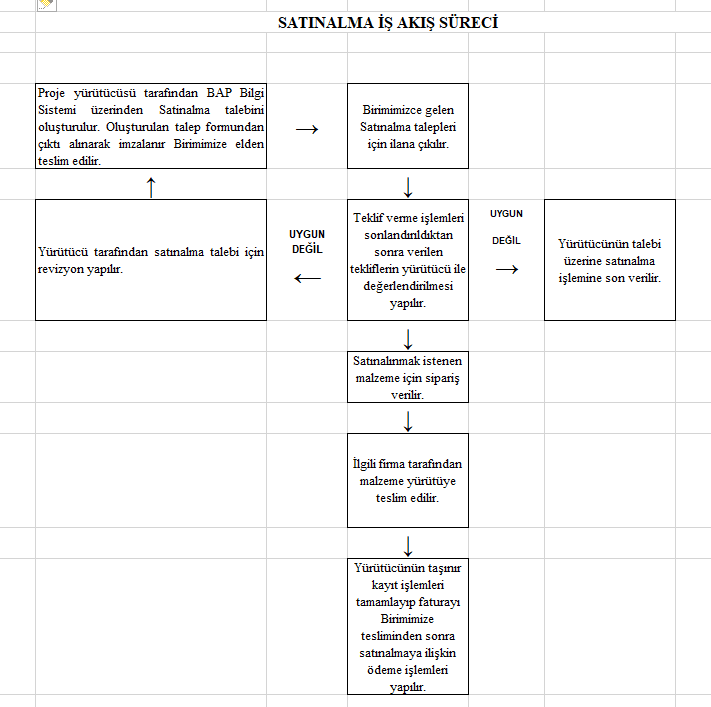 SATINALMA İŞ AKIŞ SÜRECİ
Proje yürütücüsü tarafından BAP Bilgi
Sistemi üzerinden Satinalma talebini
oluşturulur. Oluşturulan talep formundan
çıktı alınarak imzalanır Birimimize elden
teslim edilir.
→
Birimimizce gelen
Satınalma talepleri
için ilana çıkılır.
↑
↓
Yürütücü tarafından satınalma talebi için
revizyon yapılır.
UYGUN
DEĞİL
←
Teklif verme işlemleri
sonlandırıldıktan
sonra verilen
tekliflerin yürütücü ile
değerlendirilmesi
yapılır.
UYGUN
DEĞİL
→
Yürütücünün talebi
üzerine satınalma
işlemine son verilir.
↓
Satınalınmak istenen
malzeme için sipariş
verilir.
↓
İlgili firma tarafından
malzeme yürütüye
teslim edilir.
↓
Yürütücünün taşınır
kayıt işlemleri
tamamlayıp faturayı
Birimimize
tesliminden sonra
satınalmaya ilişkin
ödeme işlemleri
yapılır.